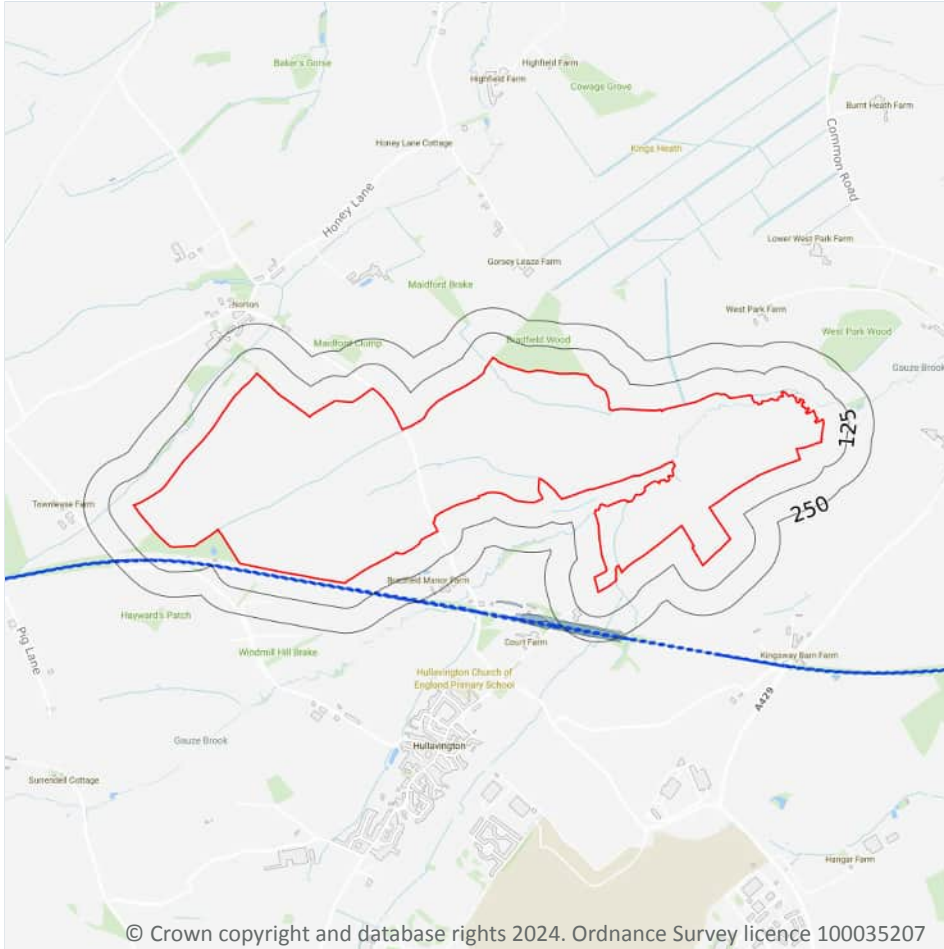 Highfield Farm
Baker's Gorse
Highfield Farm
Cowage Grove
Burnt Heath Farm
Honey Lane Cottage
Kings Heath
Common Road
Honey Lane
Lower West Park Farm
Gorsey Leaze Farm
Maidford Brake
Norton
West Park Farm
Maidford Clump
Bradfield Wood
West Park Wood
Gauze Brook
125
Townleyse Farm
250
Bradfield Manor Farm
Hayward's Patch
Pig Lane
Court Farm
Windmill Hill Brake
Kingway Barn Farm
Hullavington Church of
England Primary School
A429
Gauze Brook
Hullavington
Surrendell Cottage
Hangar Farm
© Crown copyright and database rights 2024. Ordnance Survey licence 100035207